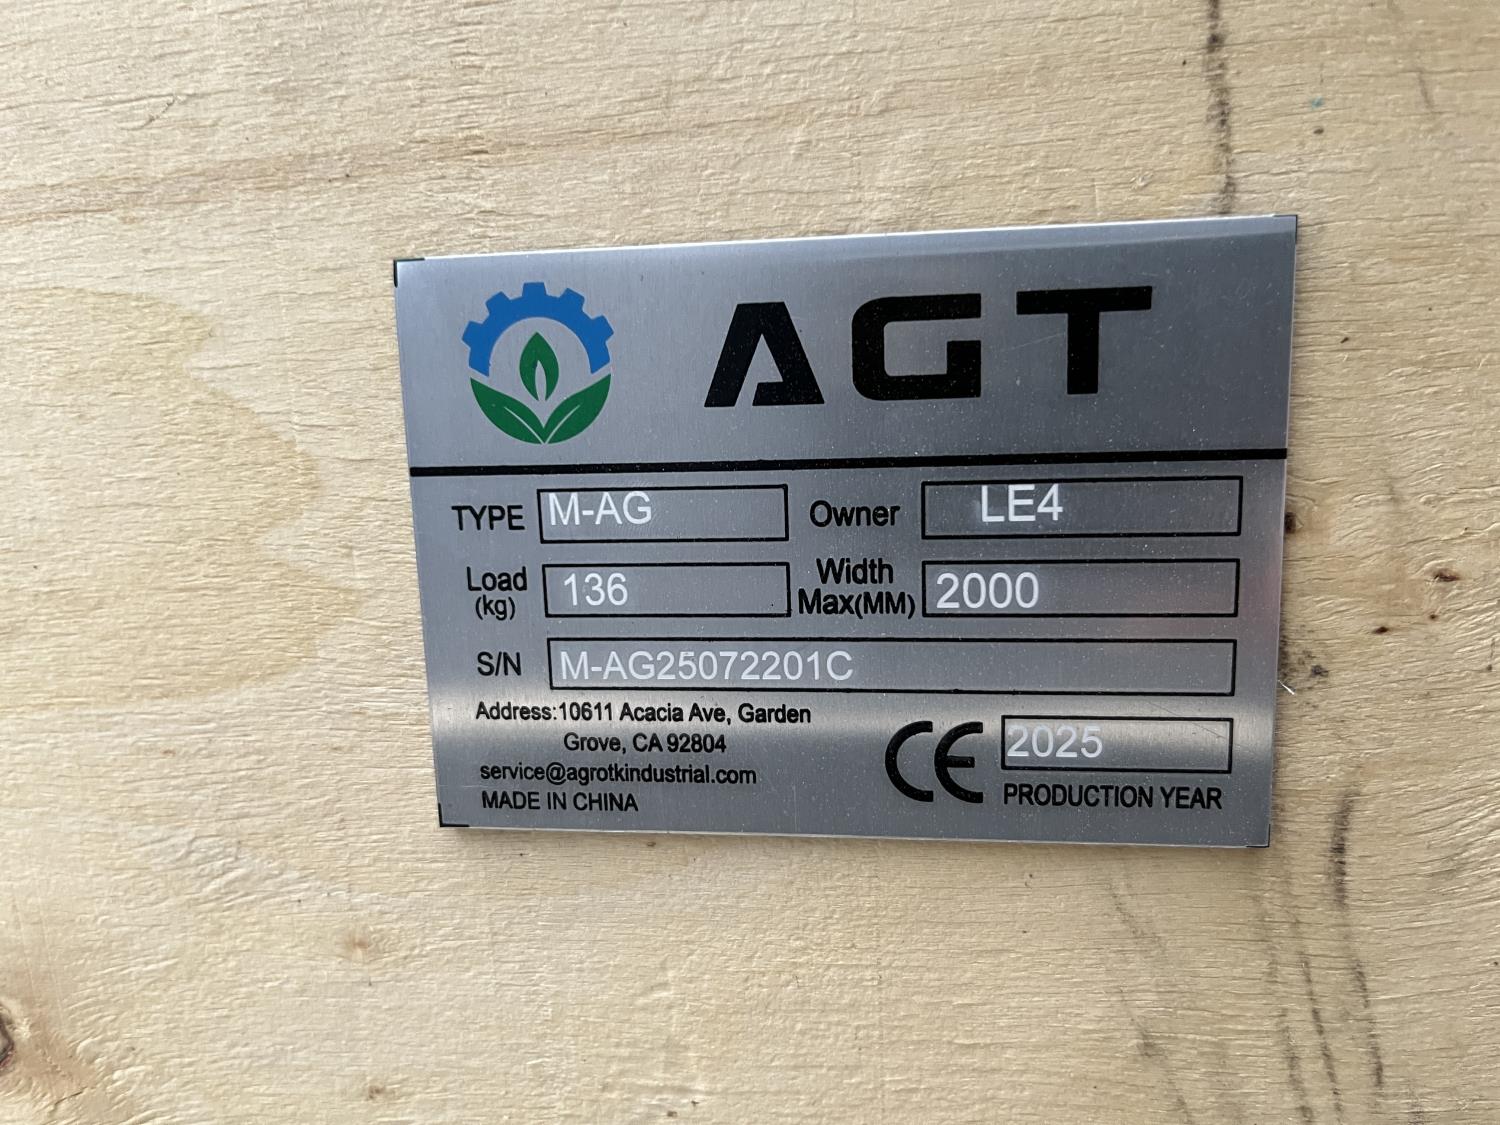 AGT
TYPE M-AG Owner LE4
Load (kg) 136 Width Max(MM) 2000
S/N M-AG25072201C
Address:10611 Acacia Ave, Garden
Grove, CA 92804
service@agrotkindustrial.com
MADE IN CHINA
CE 2025
PRODUCTION YEAR